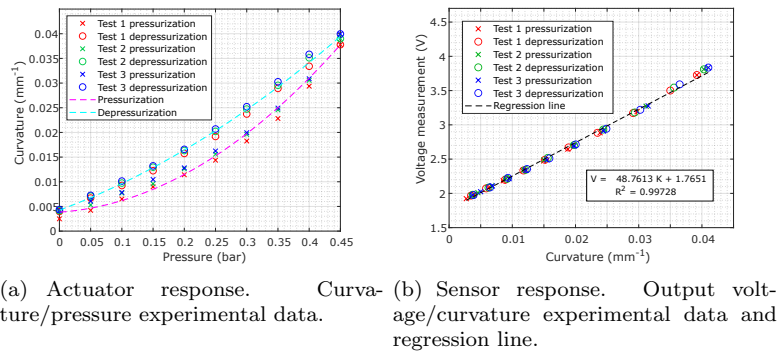 Test 1 pressurization
Test 1 depressurization
Test 2 pressurization
Test 2 depressurization
Test 3 pressurization
Test 3 depressurization
Pressurization
Depressurization
0.04
0.035
0.03
0.025
0.02
0.015
0.01
0.005
0
Curvature (mm⁻¹)
0 0.05 0.1 0.15 0.2 0.25 0.3 0.35 0.4 0.45
Pressure (bar)
(a) Actuator response. Curva-
ture/pressure experimental data.
Test 1 pressurization
Test 1 depressurization
Test 2 pressurization
Test 2 depressurization
Test 3 pressurization
Test 3 depressurization
Regression line
4.5
4
3.5
3
2.5
2
1.5
Voltage measurement (V)
V = 48.7613 K + 1.7651
R² = 0.99728
0 0.01 0.02 0.03 0.04
Curvature (mm⁻¹)
(b) Sensor response. Output volt-
age/curvature experimental data and
regression line.